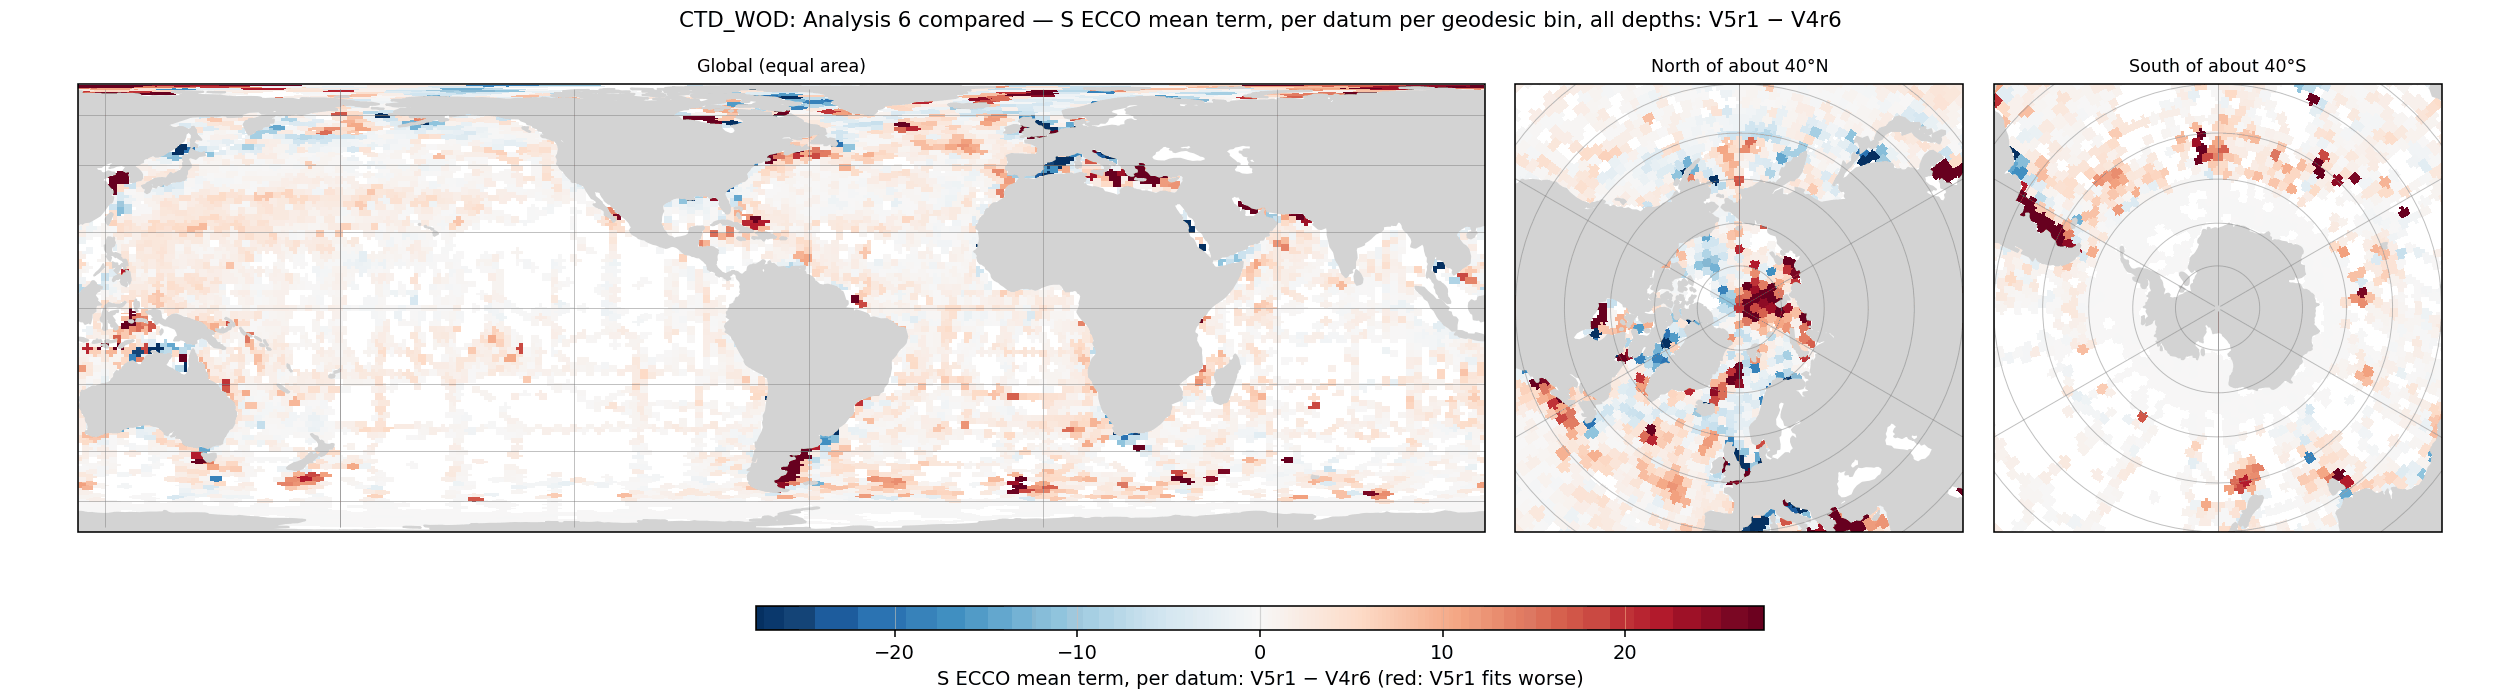 CTD_WOD: Analysis 6 compared — S ECCO mean term, per datum per geodesic bin, all depths: V5r1 − V4r6
Global (equal area)
North of about 40°N
South of about 40°S
−20
−10
0
10
20
S ECCO mean term, per datum: V5r1 − V4r6 (red: V5r1 fits worse)